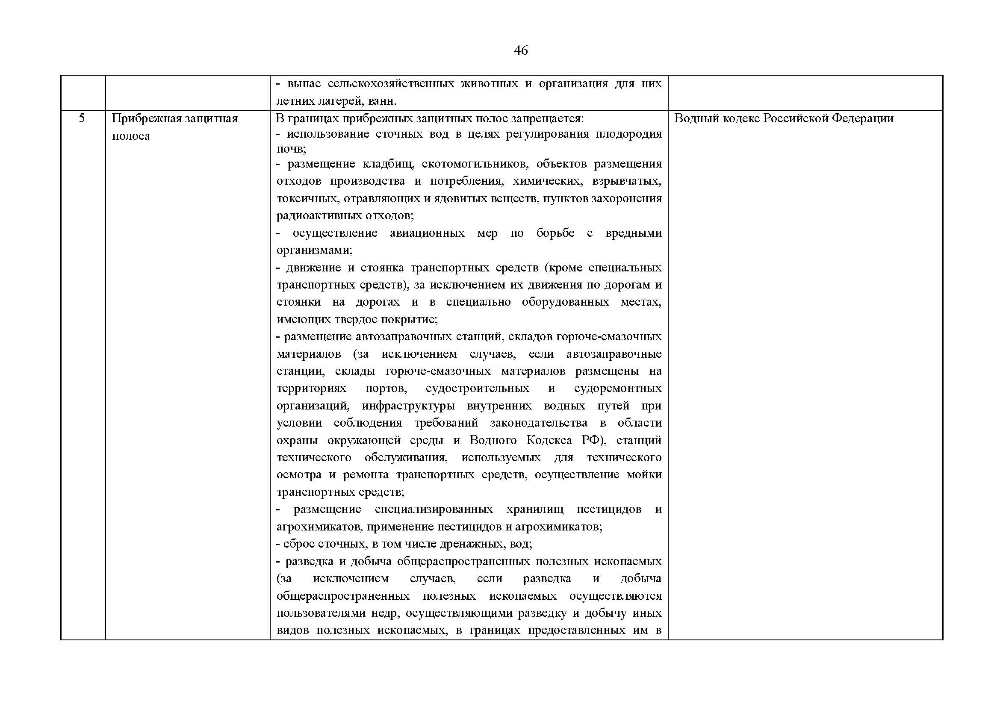 46
- выпас сельскохозяйственных животных и организация для них
летних лагерей, ванн.
5
Прибрежная защитная
полоса
В границах прибрежных защитных полос запрещается:
- использование сточных вод в целях регулирования плодородия
почв;
- размещение кладбищ, скотомогильников, объектов размещения
отходов производства и потребления, химических, взрывчатых,
токсичных, отравляющих и ядовитых веществ, пунктов захоронения
радиоактивных отходов;
- осуществление авиационных мер по борьбе с вредными
организмами;
- движение и стоянка транспортных средств (кроме специальных
транспортных средств), за исключением их движения по дорогам и
стоянки на дорогах и в специально оборудованных местах,
имеющих твердое покрытие;
- размещение автозаправочных станций, складов горюче-смазочных
материалов (за исключением случаев, если автозаправочные
станции, склады горюче-смазочных материалов размещены на
территориях портов, судостроительных и судоремонтных
организаций, инфраструктуры внутренних водных путей при
условии соблюдения требований законодательства в области
охраны окружающей среды и Водного Кодекса РФ), станций
технического обслуживания, используемых для технического
осмотра и ремонта транспортных средств, осуществление мойки
транспортных средств;
- размещение специализированных хранилищ пестицидов и
агрохимикатов, применение пестицидов и агрохимикатов;
- сброс сточных, в том числе дренажных, вод;
- разведка и добыча общераспространенных полезных ископаемых
(за исключением случаев, если разведка и добыча
общераспространенных полезных ископаемых осуществляются
пользователями недр, осуществляющими разведку и добычу иных
видов полезных ископаемых, в границах предоставленных им в
Водный кодекс Российской Федерации